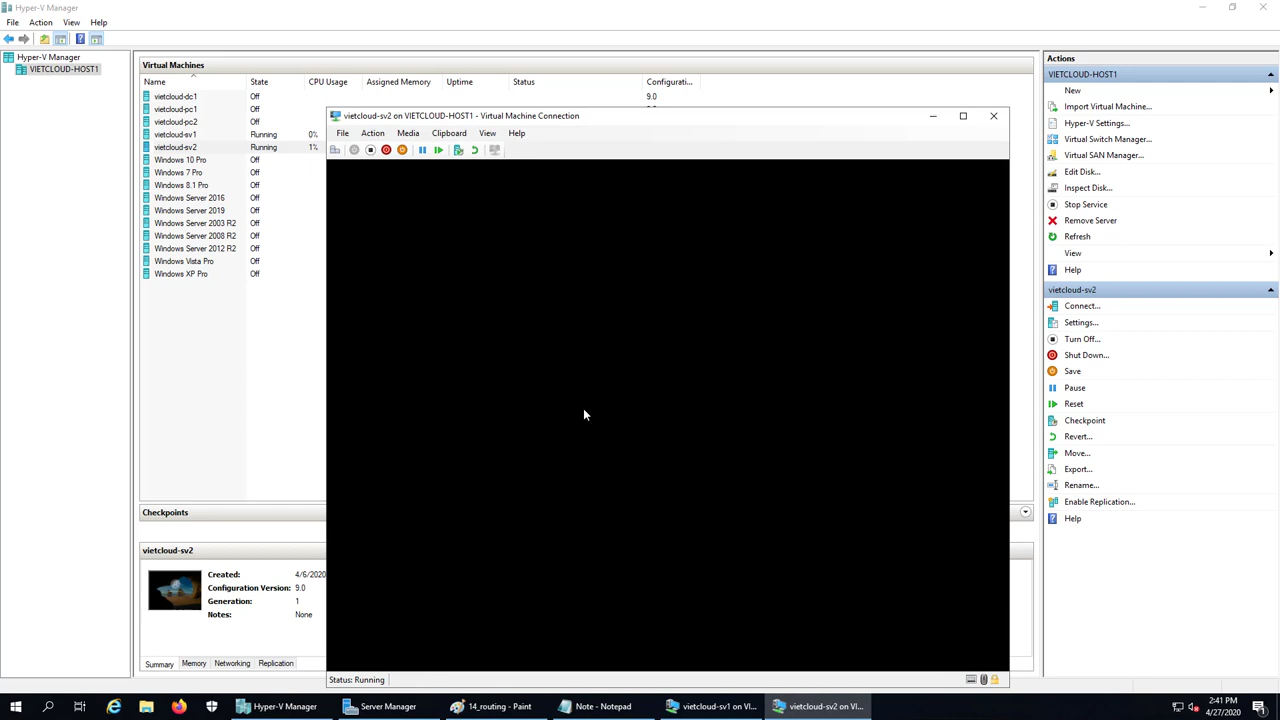 Hyper-V Manager
File Action View Help
Hyper-V Manager
VIETCLOUD-HOST1
Virtual Machines
Name State CPU Usage Assigned Memory Uptime Status Configurati...
vietcloud-dc1 Off 9.0
vietcloud-pc1 Off
vietcloud-pc2 Off
vietcloud-sv1 Running 0%
vietcloud-sv2 Running 1%
Windows 10 Pro Off
Windows 7 Pro Off
Windows 8.1 Pro Off
Windows Server 2016 Off
Windows Server 2019 Off
Windows Server 2003 R2 Off
Windows Server 2008 R2 Off
Windows Server 2012 R2 Off
Windows Vista Pro Off
Windows XP Pro Off
Checkpoints
vietcloud-sv2
Created: 4/6/2020
Configuration Version: 9.0
Generation: 1
Notes: None
Summary Memory Networking Replication
vietcloud-sv2 on VIETCLOUD-HOST1 - Virtual Machine Connection
File Action Media Clipboard View Help
Status: Running
Actions
VIETCLOUD-HOST1
New
Import Virtual Machine...
Hyper-V Settings...
Virtual Switch Manager...
Virtual SAN Manager...
Edit Disk...
Inspect Disk...
Stop Service
Remove Server
Refresh
View
Help
vietcloud-sv2
Connect...
Settings...
Turn Off...
Shut Down...
Save
Pause
Reset
Checkpoint
Revert...
Move...
Export...
Rename...
Enable Replication...
Help
Hyper-V Manager Server Manager 14_routing - Paint Note - Notepad vietcloud-sv1 on VI... vietcloud-sv2 on VI...
2:41 PM
4/27/2020